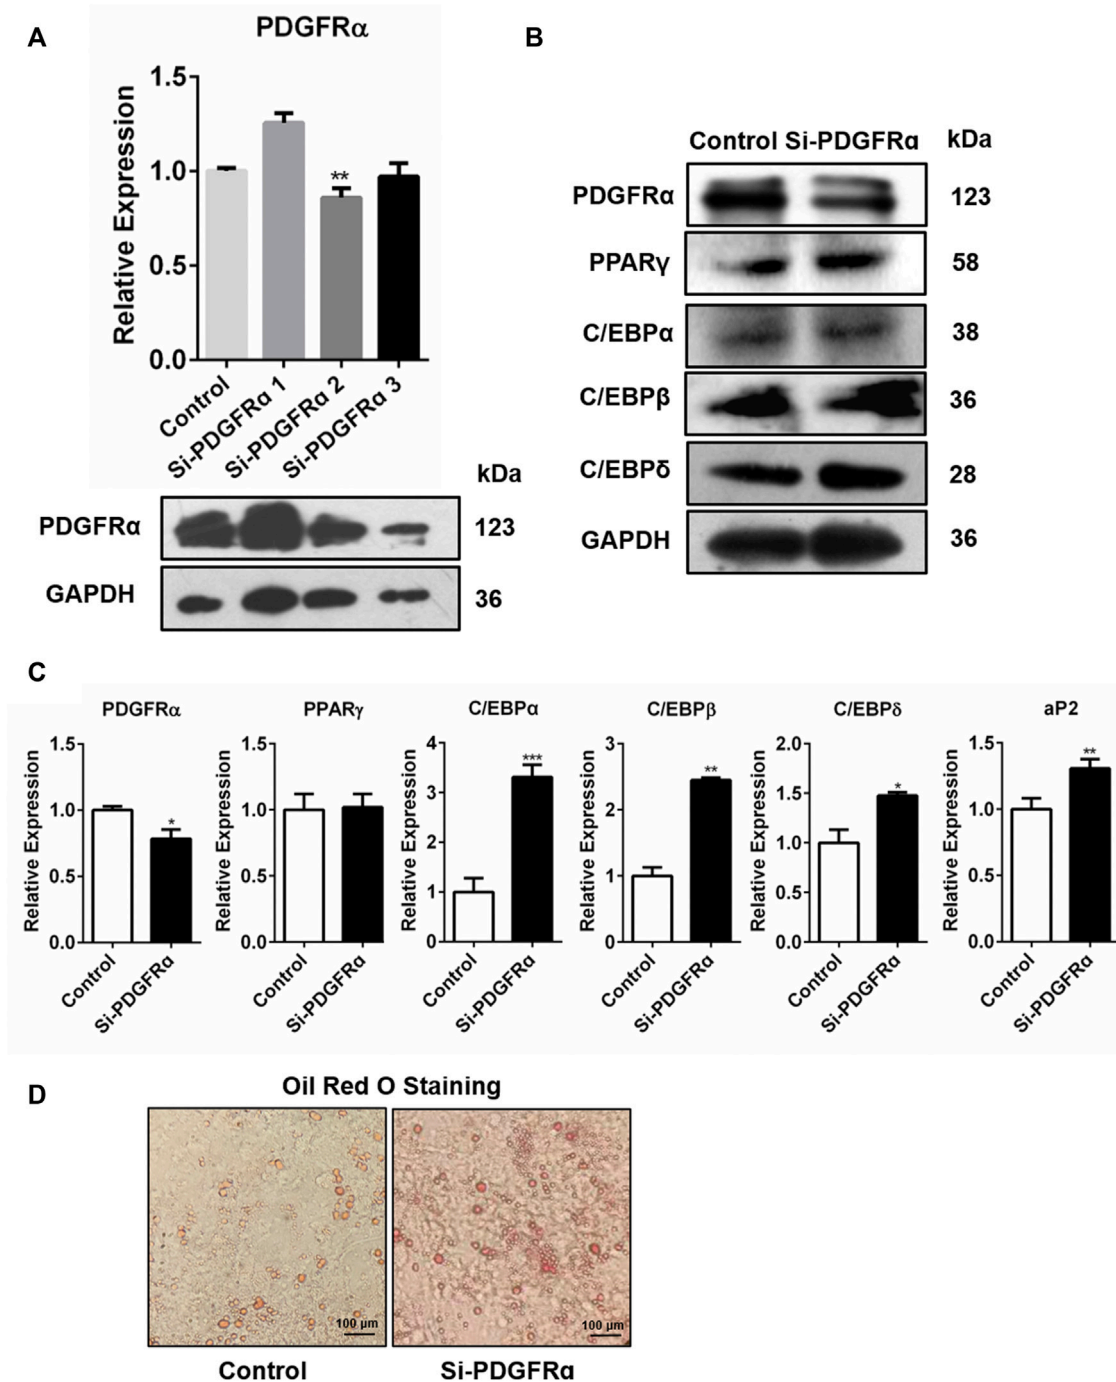 A
PDGFRα
Relative Expression
1.5
1.0
0.5
0.0
**
Control
Si-PDGFRα 1
Si-PDGFRα 2
Si-PDGFRα 3
kDa
PDGFRα
123
GAPDH
36
B
Control Si-PDGFRα kDa
PDGFRα 123
PPARγ 58
C/EBPα 38
C/EBPβ 36
C/EBPδ 28
GAPDH 36
C
PDGFRα
Relative Expression
1.5
1.0
0.5
0.0
*
Control
Si-PDGFRα
PPARγ
Relative Expression
1.5
1.0
0.5
0.0
Control
Si-PDGFRα
C/EBPα
Relative Expression
4
3
2
1
0
***
Control
Si-PDGFRα
C/EBPβ
Relative Expression
3
2
1
0
**
Control
Si-PDGFRα
C/EBPδ
Relative Expression
2.0
1.5
1.0
0.5
0.0
*
Control
Si-PDGFRα
aP2
Relative Expression
1.5
1.0
0.5
0.0
**
Control
Si-PDGFRα
D
Oil Red O Staining
100 µm
100 µm
Control
Si-PDGFRα